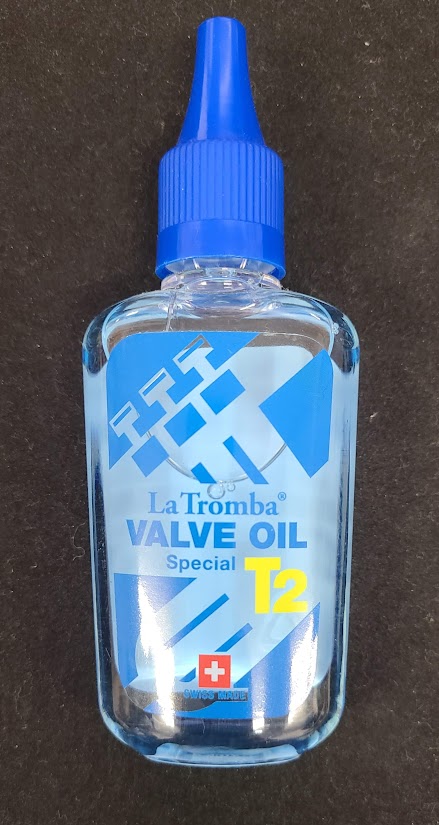 La Tromba®
VALVE OIL
Special T2
SWISS MADE